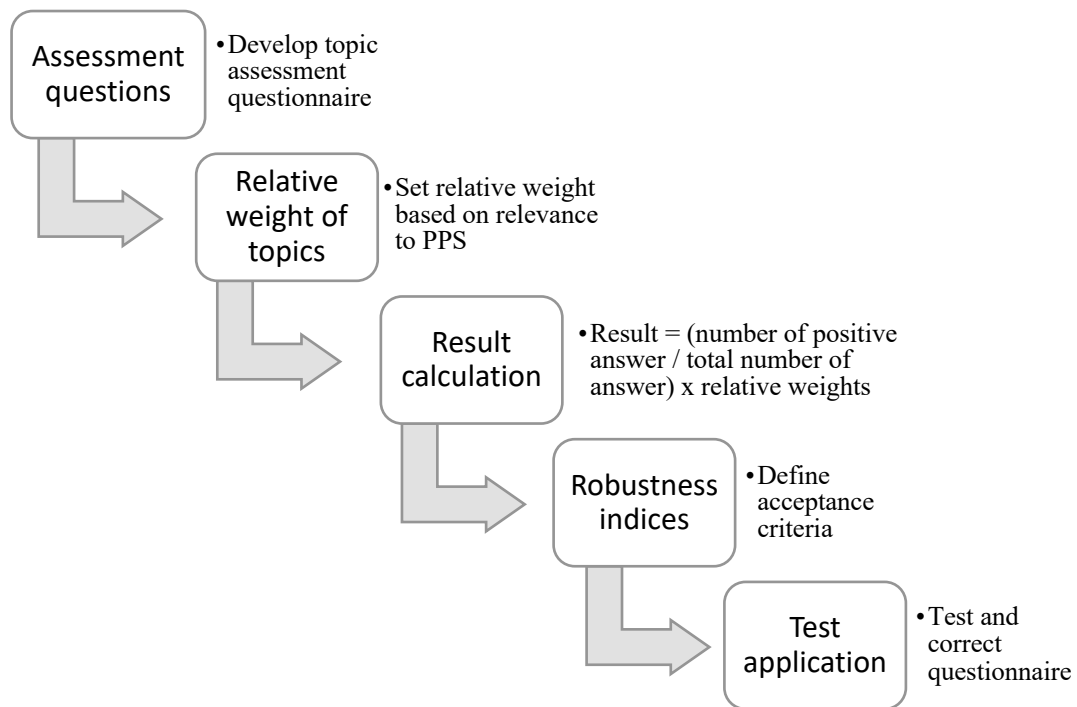 Assessment
questions
•Develop topic
assessment
questionnaire
Relative
weight of
topics
•Set relative weight
based on relevance
to PPS
Result
calculation
•Result = (number of positive
answer / total number of
answer) x relative weights
Robustness
indices
•Define
acceptance
criteria
Test
application
•Test and
correct
questionnaire